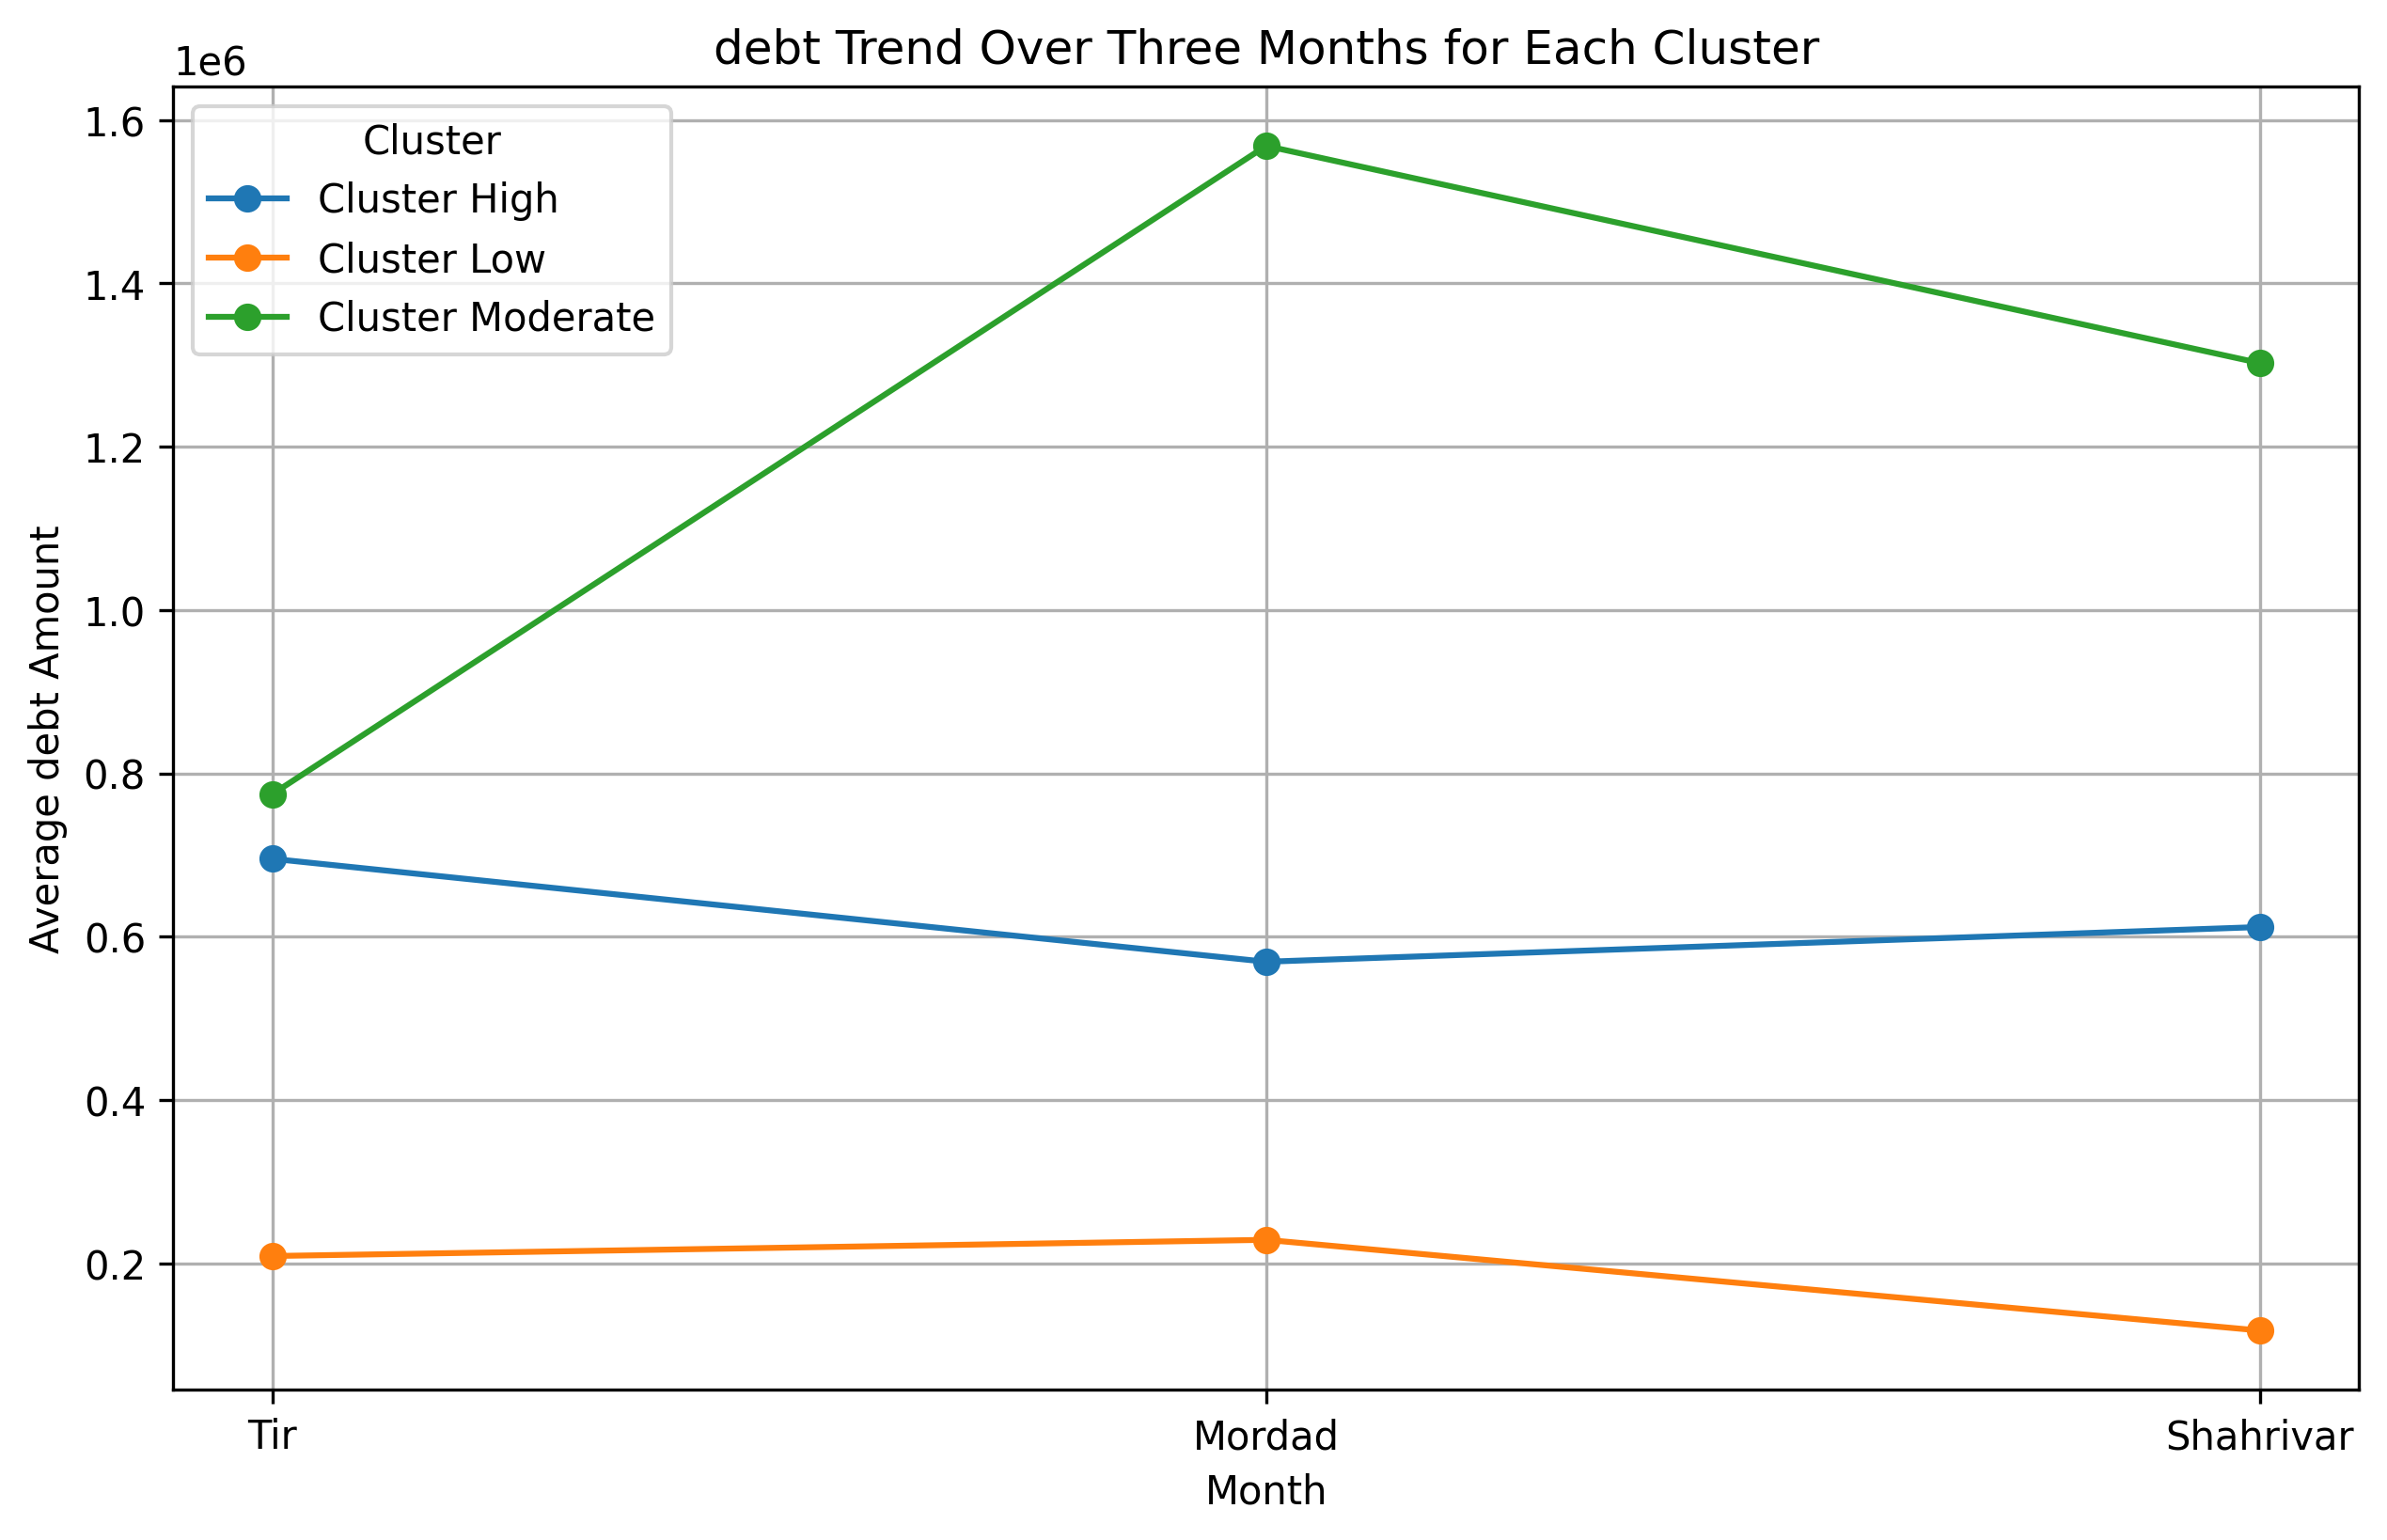 debt Trend Over Three Months for Each Cluster
1e6
1.6
1.4
1.2
1.0
0.8
0.6
0.4
0.2
Average debt Amount
Cluster
Cluster High
Cluster Low
Cluster Moderate
Tir
Mordad
Shahrivar
Month